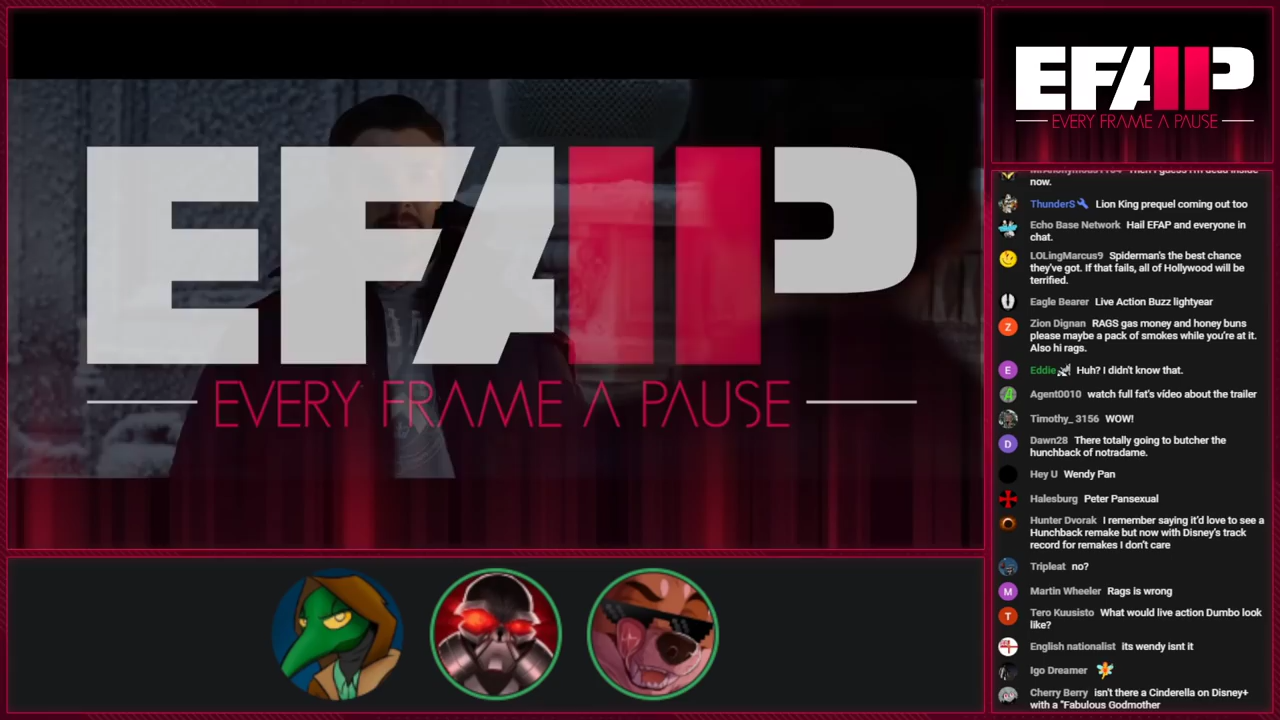 EFAP
EVERY FRAME A PAUSE
EFAP
EVERY FRAME A PAUSE
now.
ThunderS Lion King prequel coming out too
Echo Base Network Hail EFAP and everyone in
chat.
LOLingMarcus9 Spiderman's the best chance
they've got. If that fails, all of Hollywood will be
terrified.
Eagle Bearer Live Action Buzz lightyear
Z
Zion Dignan RAGS gas money and honey buns
please maybe a pack of smokes while you're at it.
Also hi rags.
E
Eddie Huh? I didn't know that.
Agent0010 watch full fat's vídeo about the trailer
Timothy_ 3156 WOW!
D
Dawn28 There totally going to butcher the
hunchback of notradame.
Hey U Wendy Pan
Halesburg Peter Pansexual
Hunter Dvorak I remember saying it'd love to see a
Hunchback remake but now with Disney's track
record for remakes I don't care
Tripleat no?
M
Martin Wheeler Rags is wrong
T
Tero Kuusisto What would live action Dumbo look
like?
English nationalist its wendy isnt it
Igo Dreamer
Cherry Berry isn't there a Cinderella on Disney+
with a "Fabulous Godmother